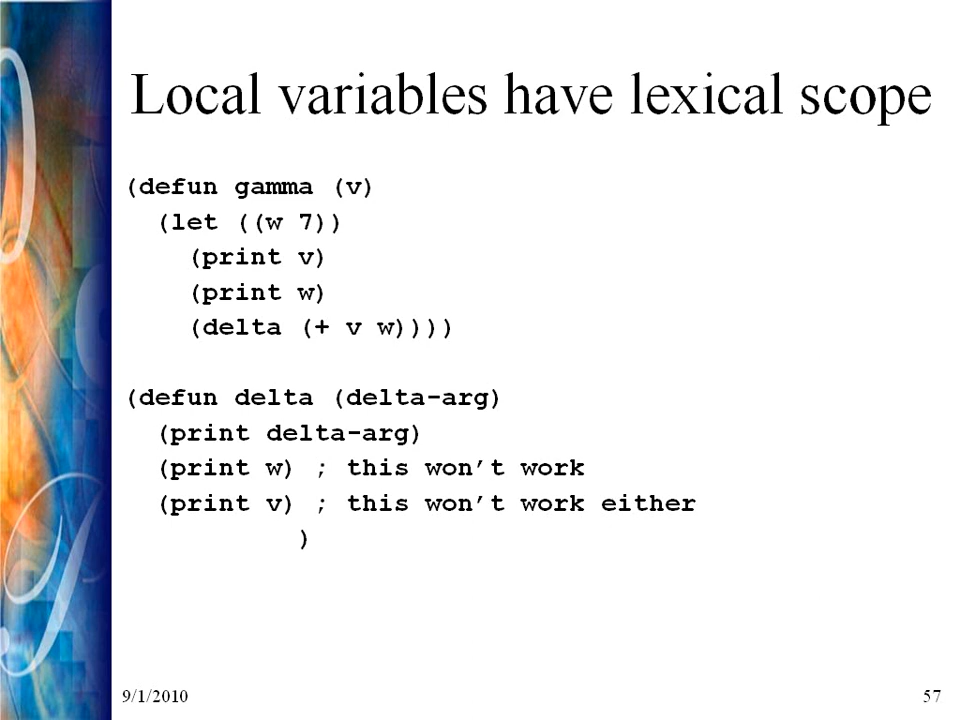 Local variables have lexical scope
(defun gamma (v)
(let ((w 7))
(print v)
(print w)
(delta (+ v w))))
(defun delta (delta-arg)
(print delta-arg)
(print w) ; this won’t work
(print v) ; this won’t work either
)
9/1/2010
57